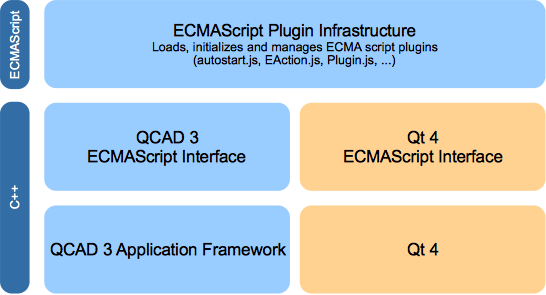 ECMAScript
ECMAScript Plugin Infrastructure
Loads, initializes and manages ECMA script plugins
(autostart.js, EAction.js, Plugin.js, ...)
C++
QCAD 3
ECMAScript Interface
Qt 4
ECMAScript Interface
QCAD 3 Application Framework
Qt 4